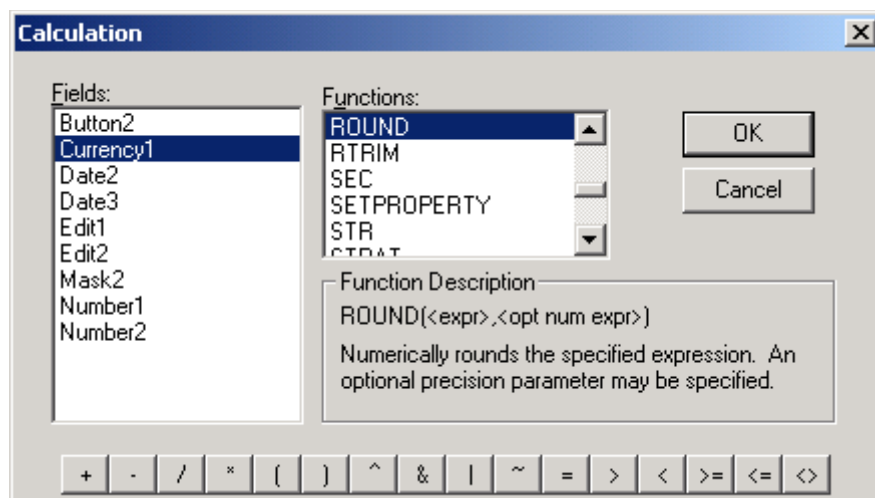 Calculation
Fields:
Button2
Currency1
Date2
Date3
Edit1
Edit2
Mask2
Number1
Number2
Functions:
ROUND
RTRIM
SEC
SETPROPERTY
STR
OK
Cancel
Function Description
ROUND(<expr>,<opt num expr>)
Numerically rounds the specified expression. An
optional precision parameter may be specified.
+ - / * ( ) ^ & | ~ = > < >= <= <>